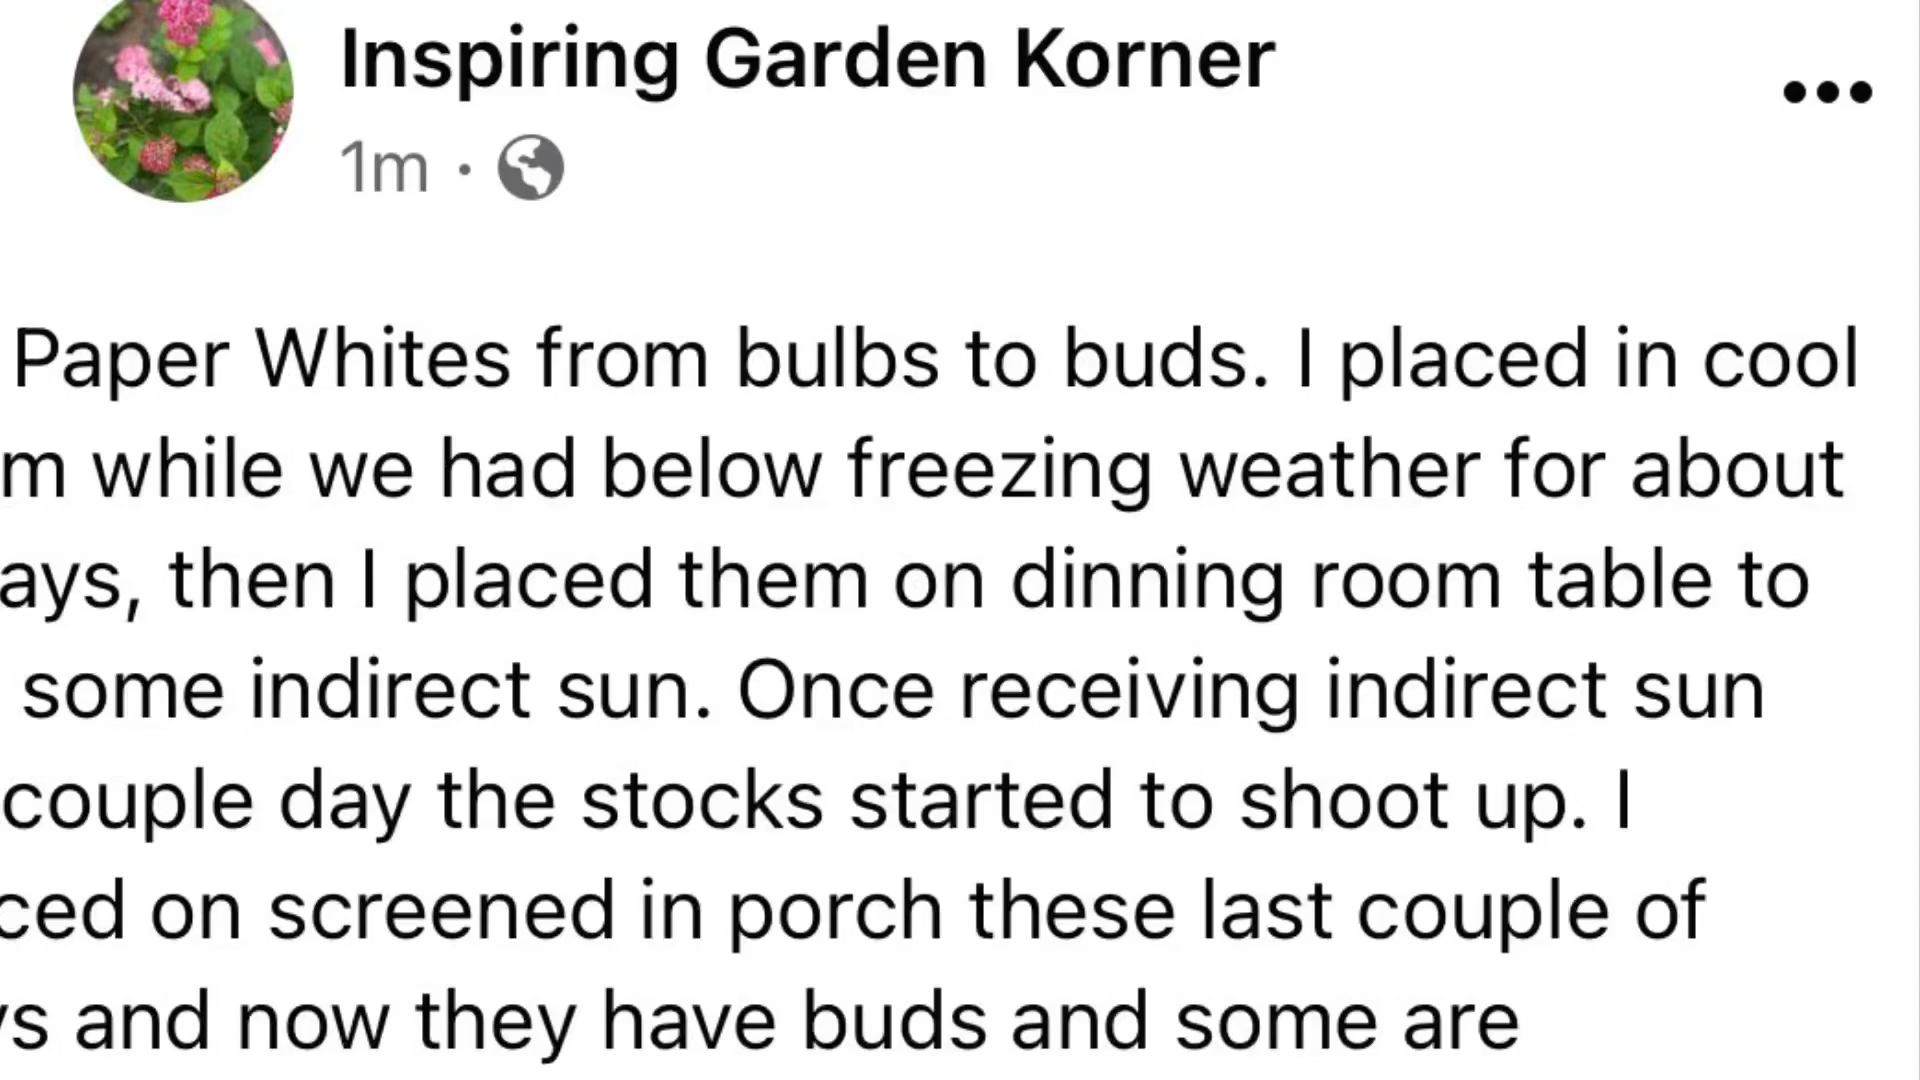 Inspiring Garden Korner
1m ·
Paper Whites from bulbs to buds. I placed in cool
while we had below freezing weather for about
then I placed them on dinning room table to
some indirect sun. Once receiving indirect sun
couple day the stocks started to shoot up. I
on screened in porch these last couple of
and now they have buds and some are